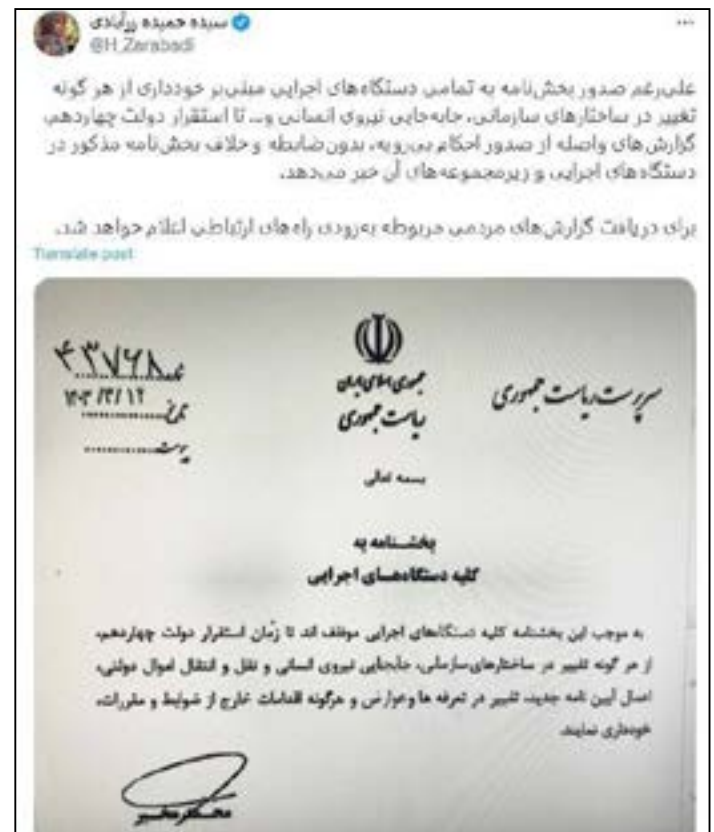 سیده حمیده زرآبادی
@H_Zarabadi
علی‌رغم صدور بخش‌نامه به تمامی دستگاه‌های اجرایی مبنی‌بر خودداری از هر گونه
تغییر در ساختارهای سازمانی، جابه‌جایی نیروی انسانی و... تا استقرار دولت چهاردهم،
گزارش‌های واصله از صدور احکام بی‌رویه، بدون‌ضابطه و خلاف بخش‌نامه مذکور در
دستگاه‌های اجرایی و زیرمجموعه‌های آن خبر می‌دهد.
برای دریافت گزارش‌های مردمی مربوطه به‌زودی راه‌های ارتباطی اعلام خواهد شد.
Translate post
سرپرست ریاست جمهوری
جمهوری اسلامی ایران
ریاست جمهوری
۴۳۷۶۸
تاریخ ۱۴۰۳/۳/۱۲
پیوست
بسمه تعالی
بخشنامه به
کلیه دستگاه‌های اجرایی
به موجب این بخشنامه کلیه دستگاههای اجرایی موظف اند تا زمان استقرار دولت چهاردهم،
از هر گونه تغییر در ساختارهای‌سازمانی، جابجایی نیروی انسانی و نقل و انتقال اموال دولتی،
آیین نامه جدید، تغییر در تعرفه ها وعوارض و هرگونه اقدامات خارج از ضوابط و مقررات،
خودداری نمایند.
محمد مخبر